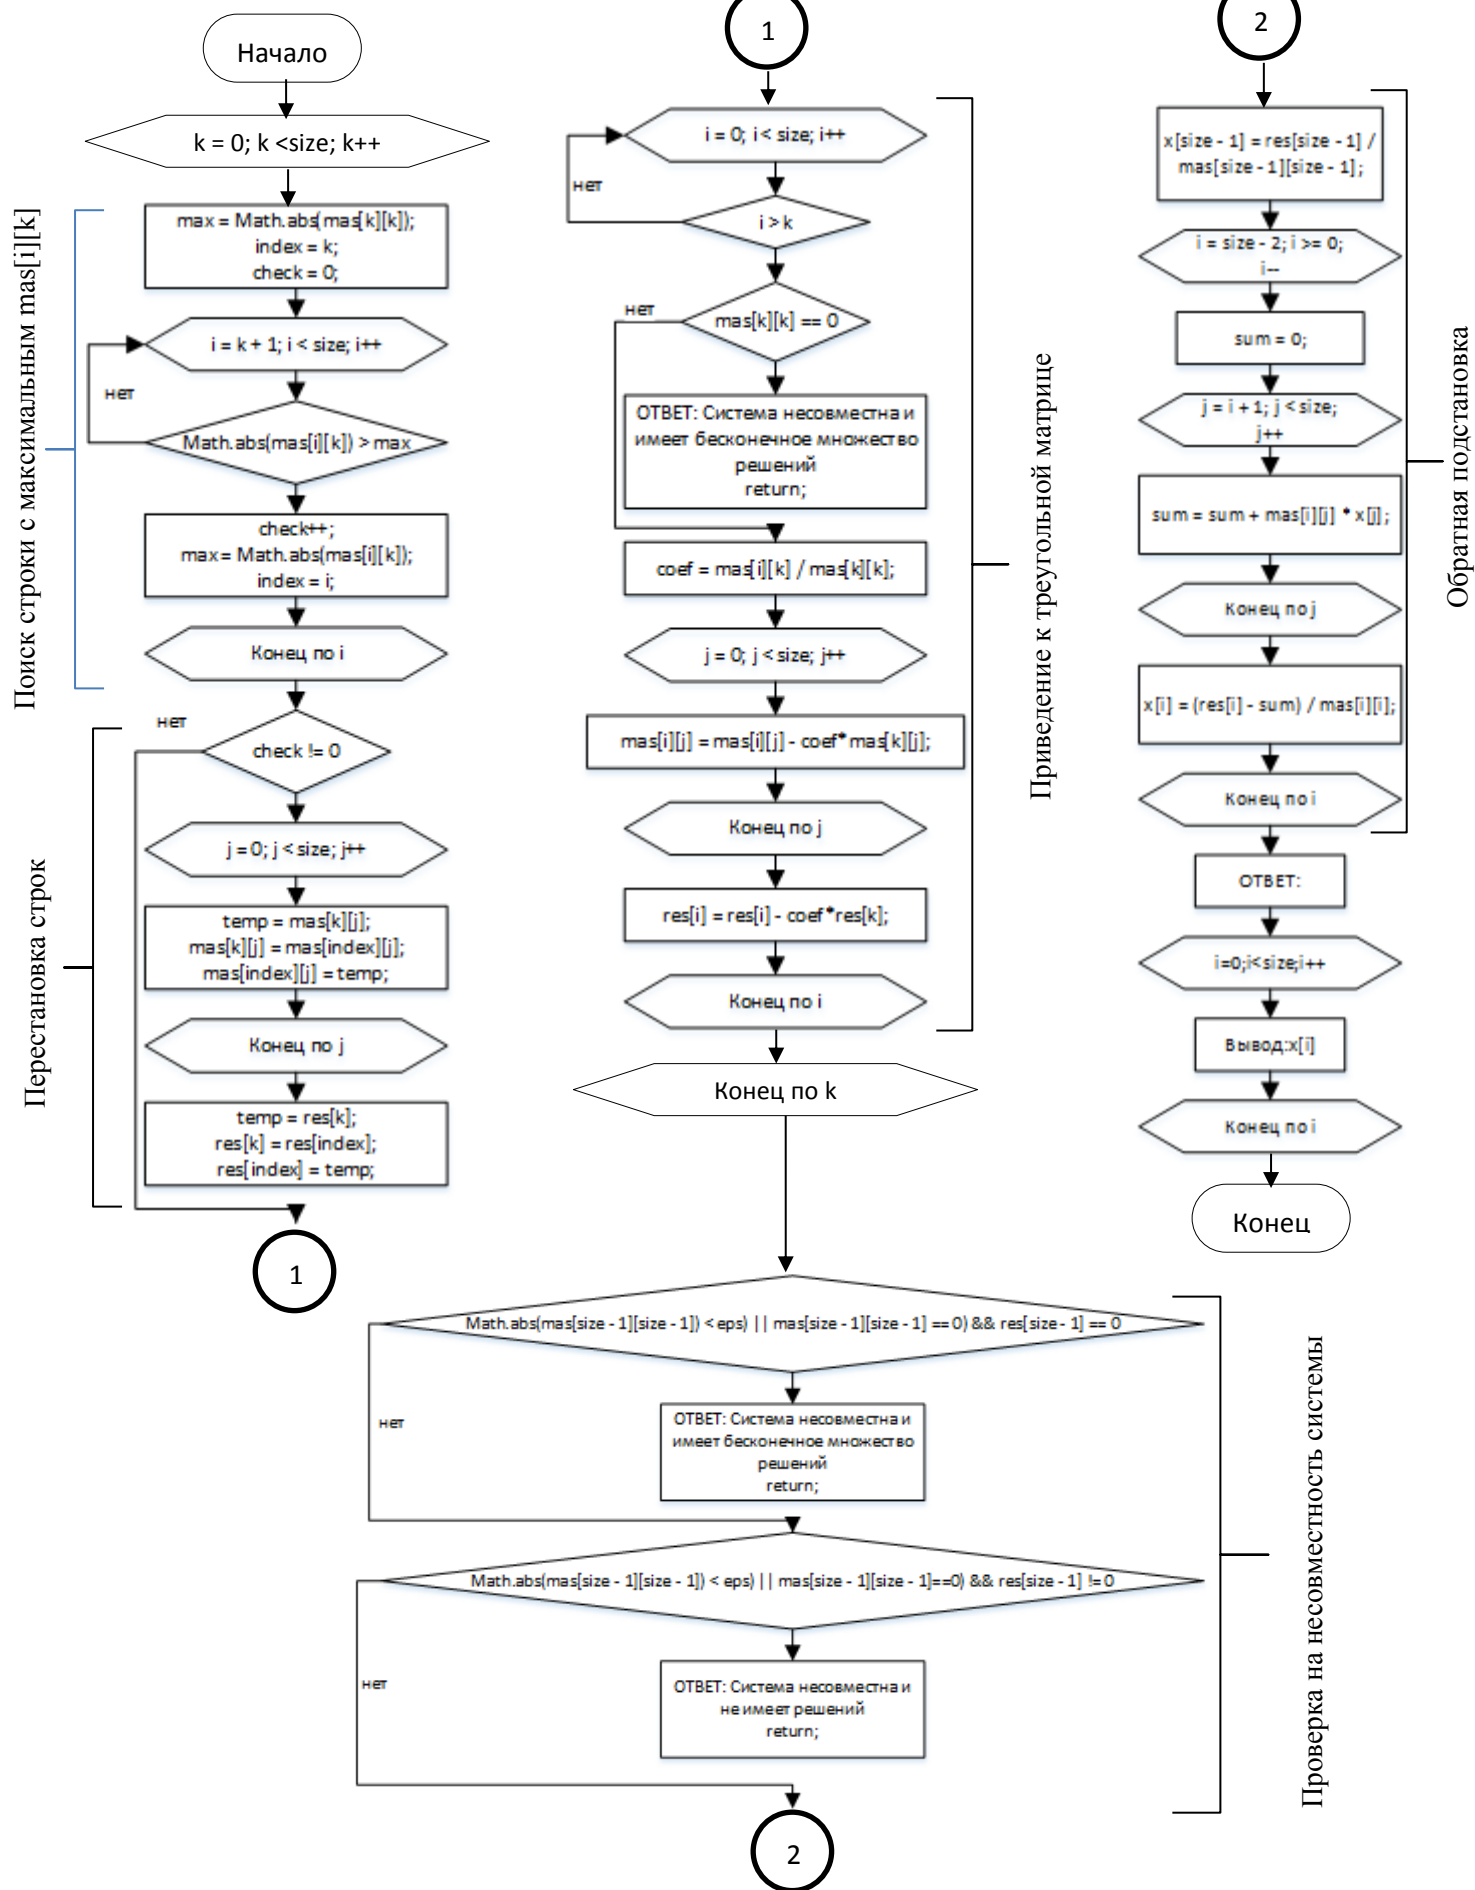 Начало
k = 0; k <size; k++
Поиск строки с максимальным mas[i][k]
max = Math.abs(mas[k][k]);
index = k;
check = 0;
i = k + 1; i < size; i++
нет
Math.abs(mas[i][k]) > max
check++;
max= Math.abs(mas[i][k]);
index = i;
Конец по i
Перестановка строк
нет
check != 0
j = 0; j < size; j++
temp = mas[k][j];
mas[k][j] = mas[index][j];
mas[index][j] = temp;
Конец по j
temp = res[k];
res[k] = res[index];
res[index] = temp;
1
1
i = 0; i < size; i++
нет
i > k
нет
mas[k][k] == 0
ОТВЕТ: Система несовместна и
имеет бесконечное множество
решений
return;
coef = mas[i][k] / mas[k][k];
j = 0; j < size; j++
mas[i][j] = mas[i][j] - coef* mas[k][j];
Конец по j
res[i] = res[i] - coef*res[k];
Конец по i
Приведение к треугольной матрице
Конец по k
Math.abs(mas[size - 1][size - 1]) < eps) || mas[size - 1][size - 1] == 0) && res[size - 1] == 0
нет
ОТВЕТ: Система несовместна и
имеет бесконечное множество
решений
return;
Math.abs(mas[size - 1][size - 1]) < eps) || mas[size - 1][size - 1]==0) && res[size - 1] != 0
нет
ОТВЕТ: Система несовместна и
не имеет решений
return;
Проверка на несовместность системы
2
2
x[size - 1] = res[size - 1] /
mas[size - 1][size - 1];
i = size - 2; i >= 0;
i--
sum = 0;
j = i + 1; j < size;
j++
sum = sum + mas[i][j] * x[j];
Конец по j
x[i] = (res[i] - sum) / mas[i][i];
Конец по i
Обратная подстановка
ОТВЕТ:
i=0;i<size;i++
Вывод:x[i]
Конец по i
Конец